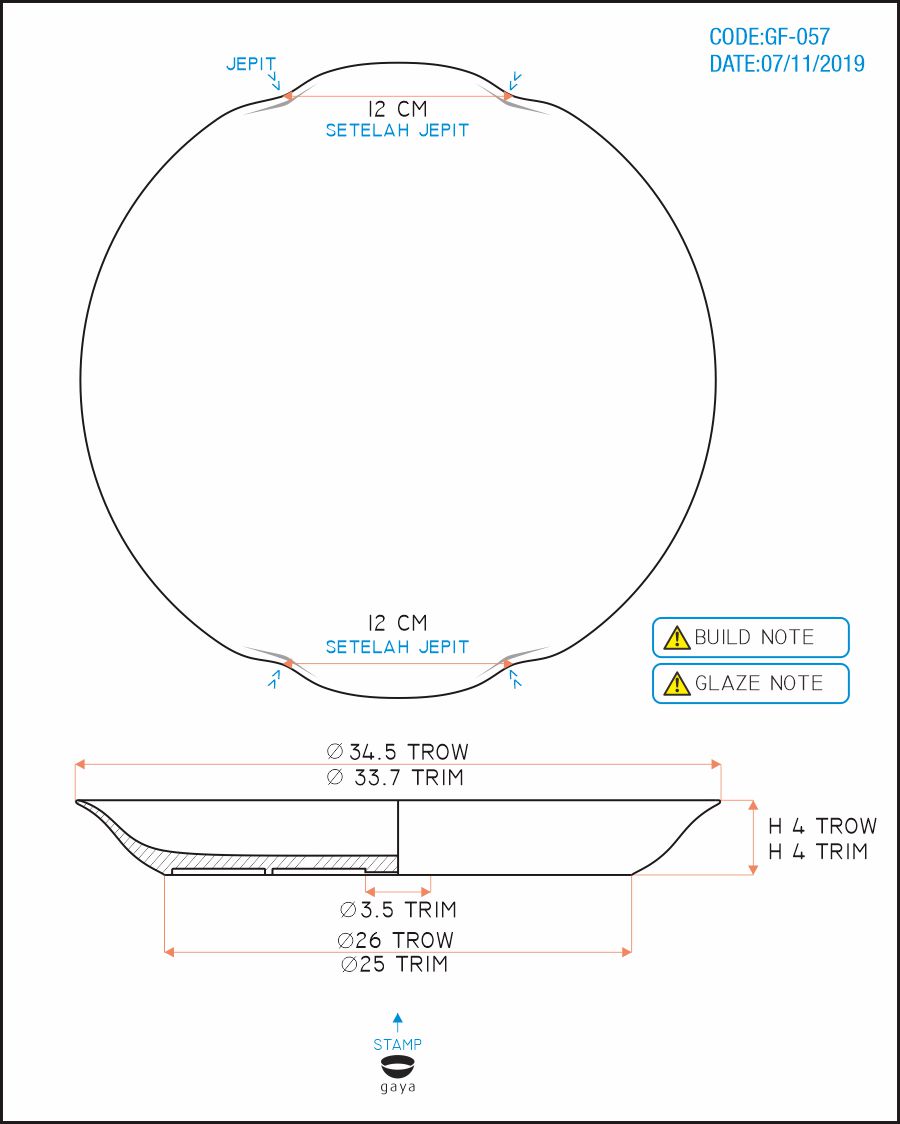 CODE:GF-057
DATE:07/11/2019
JEPIT
12 CM
SETELAH JEPIT
12 CM
SETELAH JEPIT
BUILD NOTE
GLAZE NOTE
∅ 34.5 TROW
∅ 33.7 TRIM
H 4 TROW
H 4 TRIM
∅3.5 TRIM
∅26 TROW
∅25 TRIM
STAMP
gaya